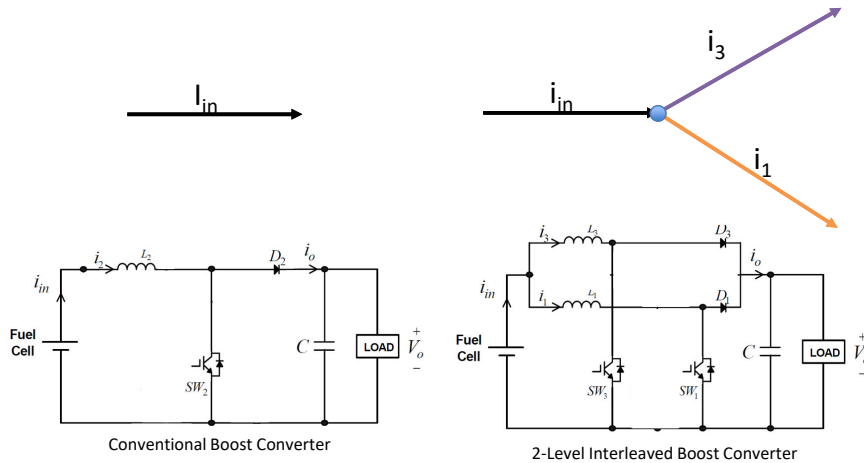 I_in
i_in
i_3
i_1
i_in
i_2
L_2
D_2
i_o
Fuel
Cell
SW_2
C
LOAD
+
V_o
−
Conventional Boost Converter
i_in
i_3
L_3
D_3
i_o
i_1
L_1
D_1
Fuel
Cell
SW_3
SW_1
C
LOAD
+
V_o
−
2-Level Interleaved Boost Converter